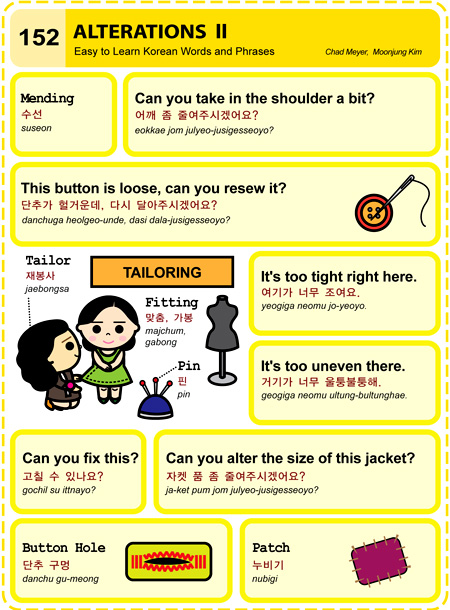 152
ALTERATIONS II
Easy to Learn Korean Words and Phrases
Chad Meyer, Moonjung Kim
Mending
수선
suseon
Can you take in the shoulder a bit?
어깨 좀 줄여주시겠어요?
eokkae jom julyeo-jusigesseoyo?
This button is loose, can you resew it?
단추가 헐거운데, 다시 달아주시겠어요?
danchuga heolgeo-unde, dasi dala-jusigesseoyo?
Tailor
재봉사
jaebongsa
TAILORING
Fitting
맞춤, 가봉
majchum,
gabong
Pin
핀
pin
It's too tight right here.
여기가 너무 조여요.
yeogiga neomu jo-yeoyo.
It's too uneven there.
거기가 너무 울퉁불퉁해.
geogiga neomu ultung-bultunghae.
Can you fix this?
고칠 수 있나요?
gochil su ittnayo?
Can you alter the size of this jacket?
자켓 품 좀 줄여주시겠어요?
ja-ket pum jom julyeo-jusigesseoyo?
Button Hole
단추 구멍
danchu gu-meong
Patch
누비기
nubigi